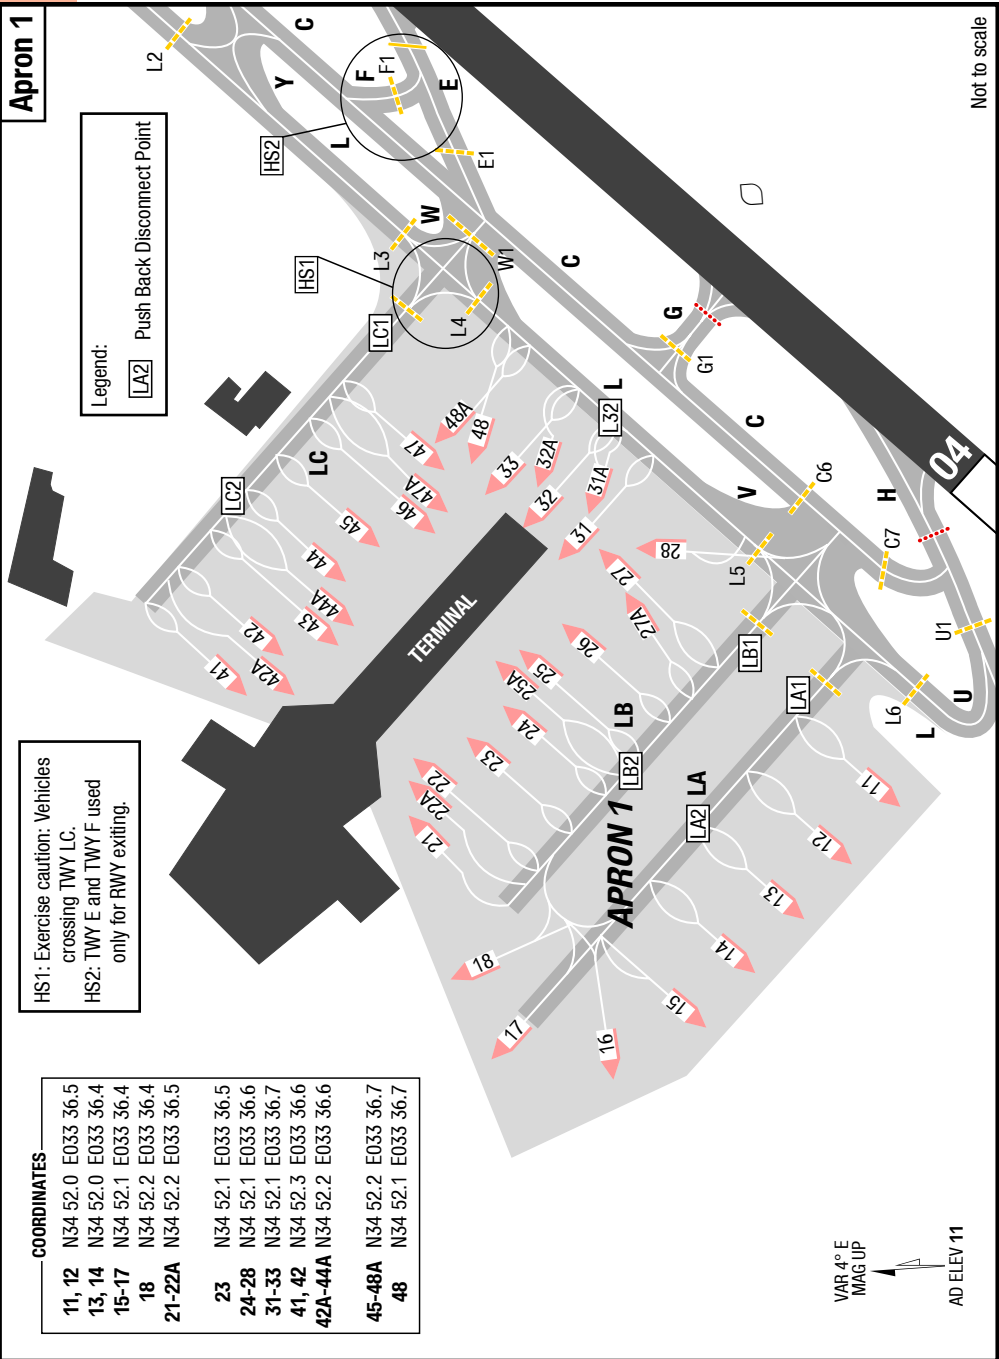 Apron 1
Legend:
LA2 Push Back Disconnect Point
HS1: Exercise caution: Vehicles
crossing TWY LC.
HS2: TWY E and TWY F used
only for RWY exiting.
COORDINATES
11, 12 N34 52.0 E033 36.5
13, 14 N34 52.0 E033 36.4
15-17 N34 52.1 E033 36.4
18 N34 52.2 E033 36.4
21-22A N34 52.2 E033 36.5
23 N34 52.1 E033 36.5
24-28 N34 52.1 E033 36.6
31-33 N34 52.1 E033 36.7
41, 42 N34 52.3 E033 36.6
42A-44A N34 52.2 E033 36.6
45-48A N34 52.2 E033 36.7
48 N34 52.1 E033 36.7
VAR 4° E
MAG UP
AD ELEV 11
Not to scale
L2
C
Y
F
F1
E
L
HS2
E1
W
L3
W1
HS1
LC1
L4
C
G
G1
LC
LC2
47
48A
48
47A
46
45
44
44A
43
42
42A
41
33
32A
32
31A
31
L32
L
C
V
C6
04
H
C7
L5
U1
U
L6
L
TERMINAL
28
27
27A
26
25
25A
24
23
22
22A
21
LB
LB1
LB2
LA1
LA
LA2
APRON 1
18
17
16
15
14
13
12
11